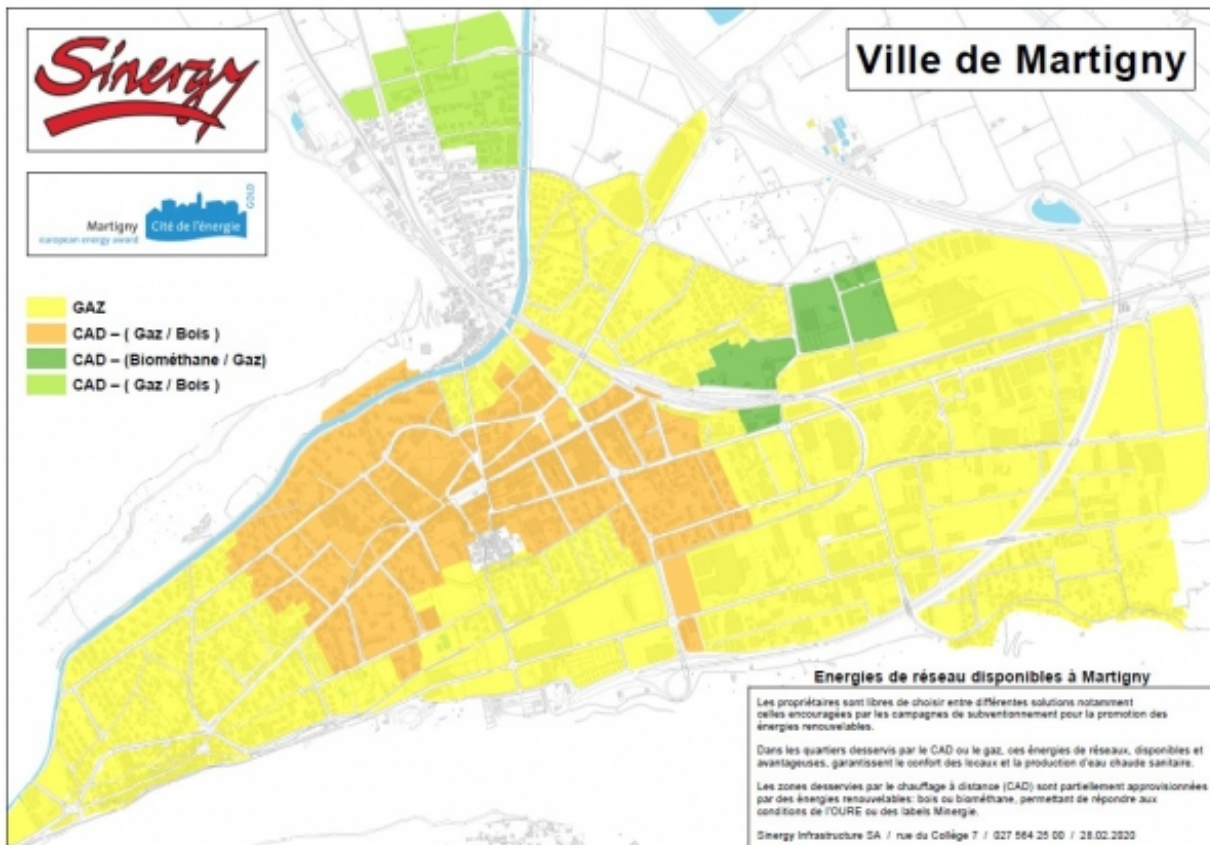 Sinergy
Ville de Martigny
Martigny
european energy award
Cité de l'énergie
GOLD
GAZ
CAD – ( Gaz / Bois )
CAD – (Biométhane / Gaz)
CAD – ( Gaz / Bois )
Energies de réseau disponibles à Martigny
Les propriétaires sont libres de choisir entre différentes solutions notamment
celles encouragées par les campagnes de subventionnement pour la promotion des
énergies renouvelables.
Dans les quartiers desservis par le CAD ou le gaz, ces énergies de réseaux, disponibles et
avantageuses, garantissent le confort des locaux et la production d'eau chaude sanitaire.
Les zones desservies par le chauffage à distance (CAD) sont partiellement approvisionnées
par des énergies renouvelables: bois ou biométhane, permettant de répondre aux
conditions de l'OURE ou des labels Minergie.
Sinergy Infrastructure SA / rue du Collège 7 / 027 564 25 00 / 28.02.2020